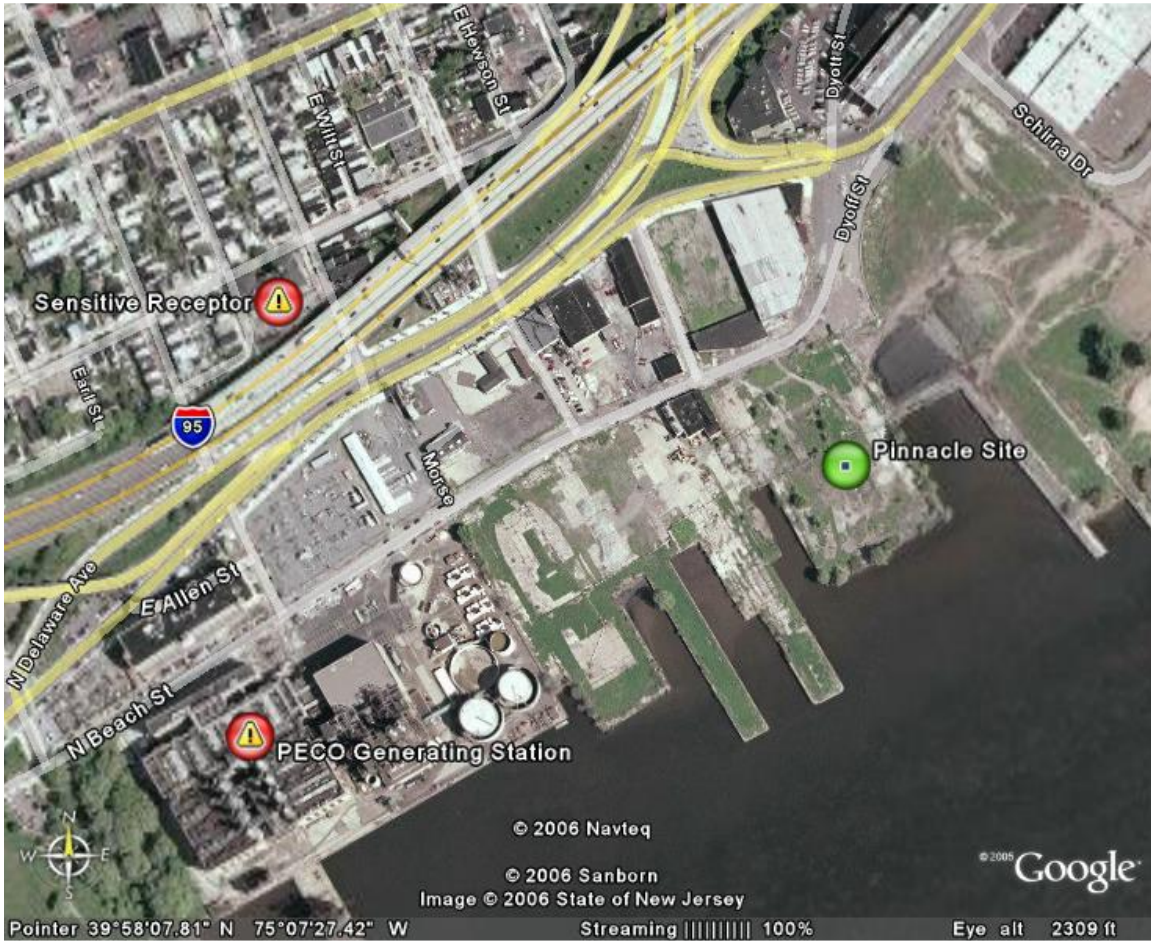 E Hewson St
Dyott St
E Wilt St
Schirra Dr
Dyott St
Sensitive Receptor
Earl St
95
Pinnacle Site
Morse
N Delaware Ave
E Allen St
N Beach St
PECO Generating Station
N
W E
S
© 2006 Navteq
© 2006 Sanborn
Image © 2006 State of New Jersey
© 2005 Google
Pointer 39°58'07.81" N 75°07'27.42" W Streaming |||||||||| 100% Eye alt 2309 ft